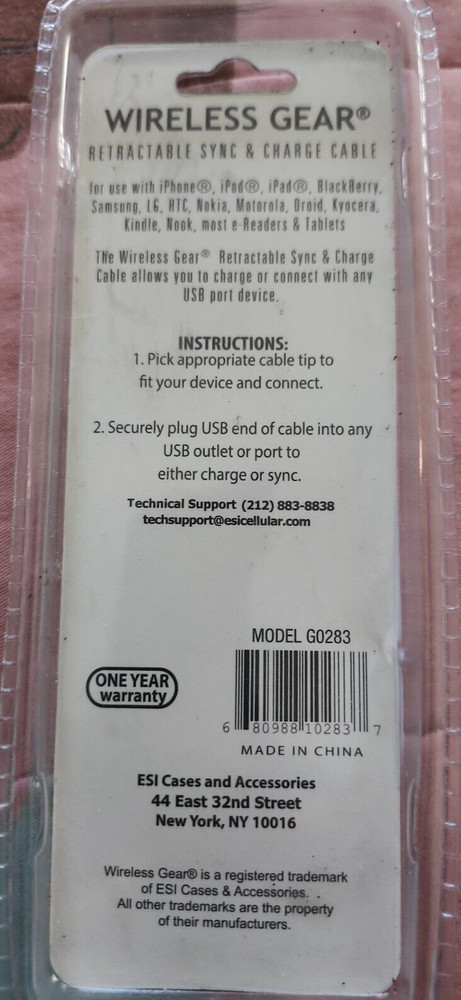 WIRELESS GEAR®
RETRACTABLE SYNC & CHARGE CABLE
for use with iPhone®, iPod®, iPad®, BlackBerry,
Samsung, LG, HTC, Nokia, Motorola, Droid, Kyocera,
Kindle, Nook, most e-Readers & Tablets
The Wireless Gear® Retractable Sync & Charge
Cable allows you to charge or connect with any
USB port device.
INSTRUCTIONS:
1. Pick appropriate cable tip to
fit your device and connect.
2. Securely plug USB end of cable into any
USB outlet or port to
either charge or sync.
Technical Support (212) 883-8838
techsupport@esicellular.com
MODEL G0283
ONE YEAR
warranty
6 80988 10283 7
MADE IN CHINA
ESI Cases and Accessories
44 East 32nd Street
New York, NY 10016
Wireless Gear® is a registered trademark
of ESI Cases & Accessories.
All other trademarks are the property
of their manufacturers.